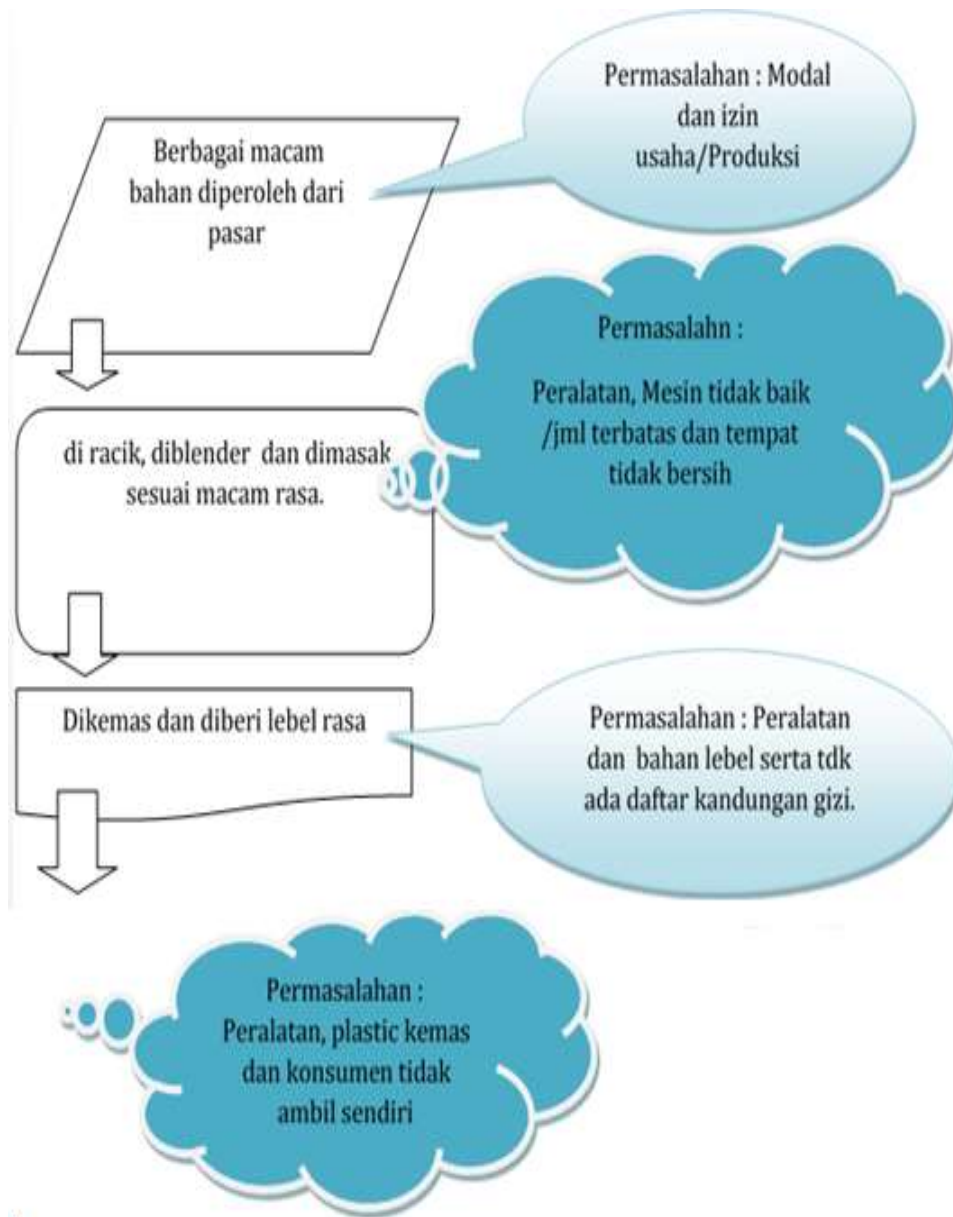 Permasalahan : Modal
dan izin
usaha/Produksi
Berbagai macam
bahan diperoleh dari
pasar
Permasalahn :
Peralatan, Mesin tidak baik
/jml terbatas dan tempat
tidak bersih
di racik, diblender dan dimasak
sesuai macam rasa.
Dikemas dan diberi lebel rasa
Permasalahan : Peralatan
dan bahan lebel serta tdk
ada daftar kandungan gizi.
Permasalahan :
Peralatan, plastic kemas
dan konsumen tidak
ambil sendiri